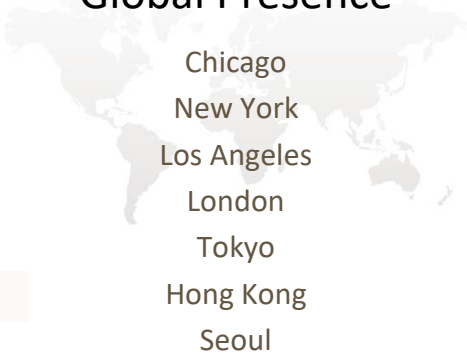 Global Presence
Chicago
New York
Los Angeles
London
Tokyo
Hong Kong
Seoul